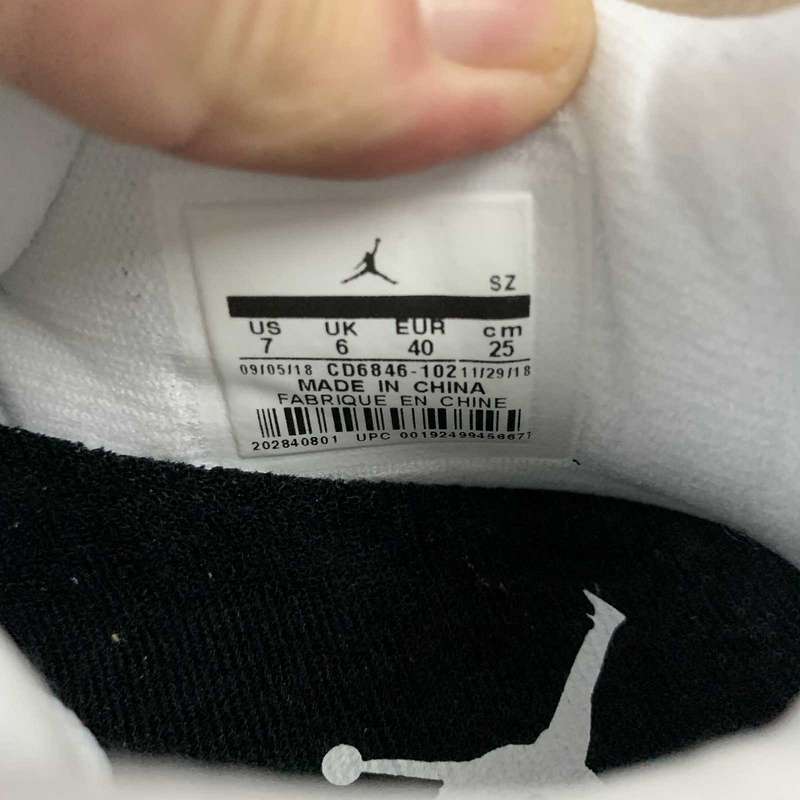 SZ
US UK EUR cm
7 6 40 25
09/05/18 CD6846-102 11/29/18
MADE IN CHINA
FABRIQUE EN CHINE
202840801 UPC